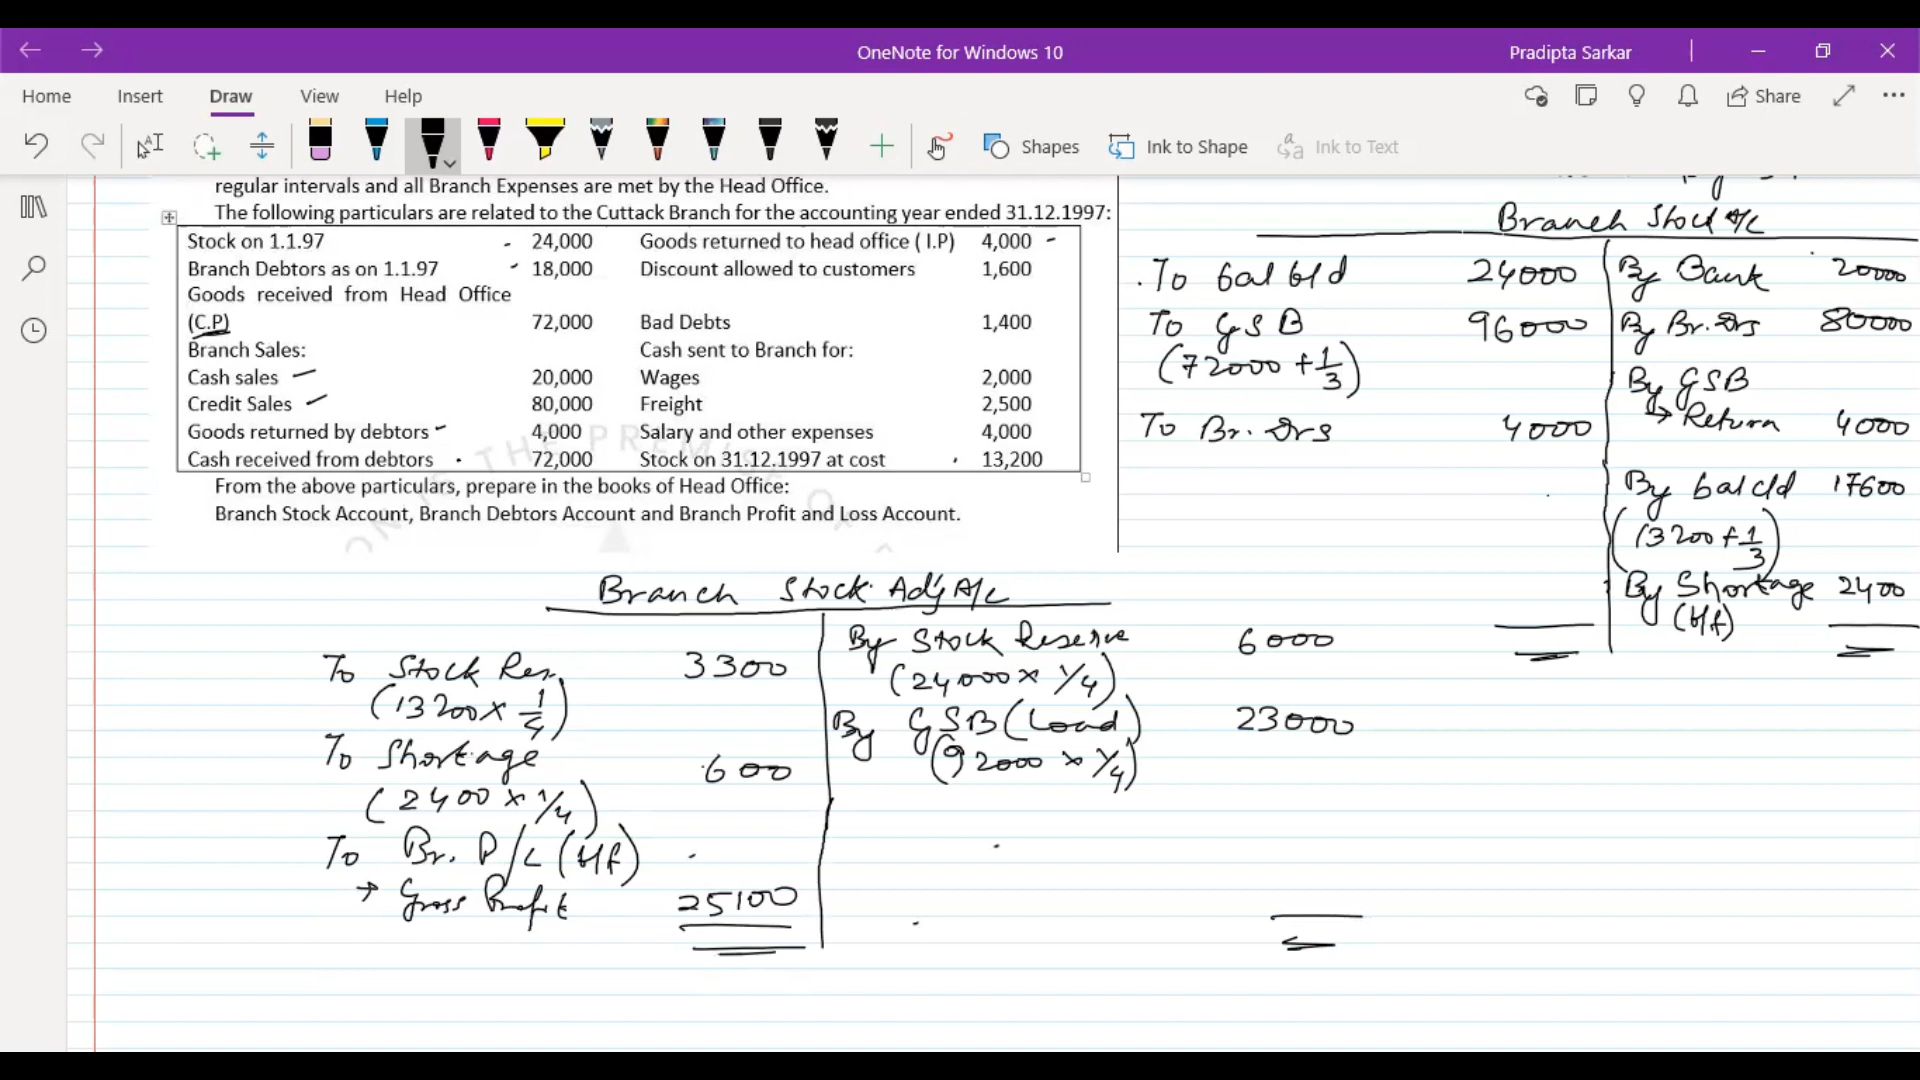 OneNote for Windows 10
Pradipta Sarkar
Home Insert Draw View Help
Share
Shapes Ink to Shape Ink to Text
regular intervals and all Branch Expenses are met by the Head Office.
The following particulars are related to the Cuttack Branch for the accounting year ended 31.12.1997:
Stock on 1.1.97 24,000 Goods returned to head office ( I.P) 4,000
Branch Debtors as on 1.1.97 18,000 Discount allowed to customers 1,600
Goods received from Head Office
(C.P) 72,000 Bad Debts 1,400
Branch Sales: Cash sent to Branch for:
Cash sales 20,000 Wages 2,000
Credit Sales 80,000 Freight 2,500
Goods returned by debtors 4,000 Salary and other expenses 4,000
Cash received from debtors 72,000 Stock on 31.12.1997 at cost 13,200
From the above particulars, prepare in the books of Head Office:
Branch Stock Account, Branch Debtors Account and Branch Profit and Loss Account.
Branch Stock A/c
To bal b/d 24000 By Bank 20000
To GSB 96000 By Br. Drs 80000
(72000 + 1/3)
By GSB
→ Return 4000
To Br. Drs 4000
By bal c/d 17600
(13200 + 1/3)
By Shortage 2400
(b/f)
Branch Stock Adj A/c
To Stock Res. 3300 By Stock Reserve 6000
(13200 x 1/4) (24000 x 1/4)
To Shortage 600 By GSB (Load) 23000
(2400 x 1/4) (92000 x 1/4)
To Br. P/L (b/f)
→ Gross Profit 25100